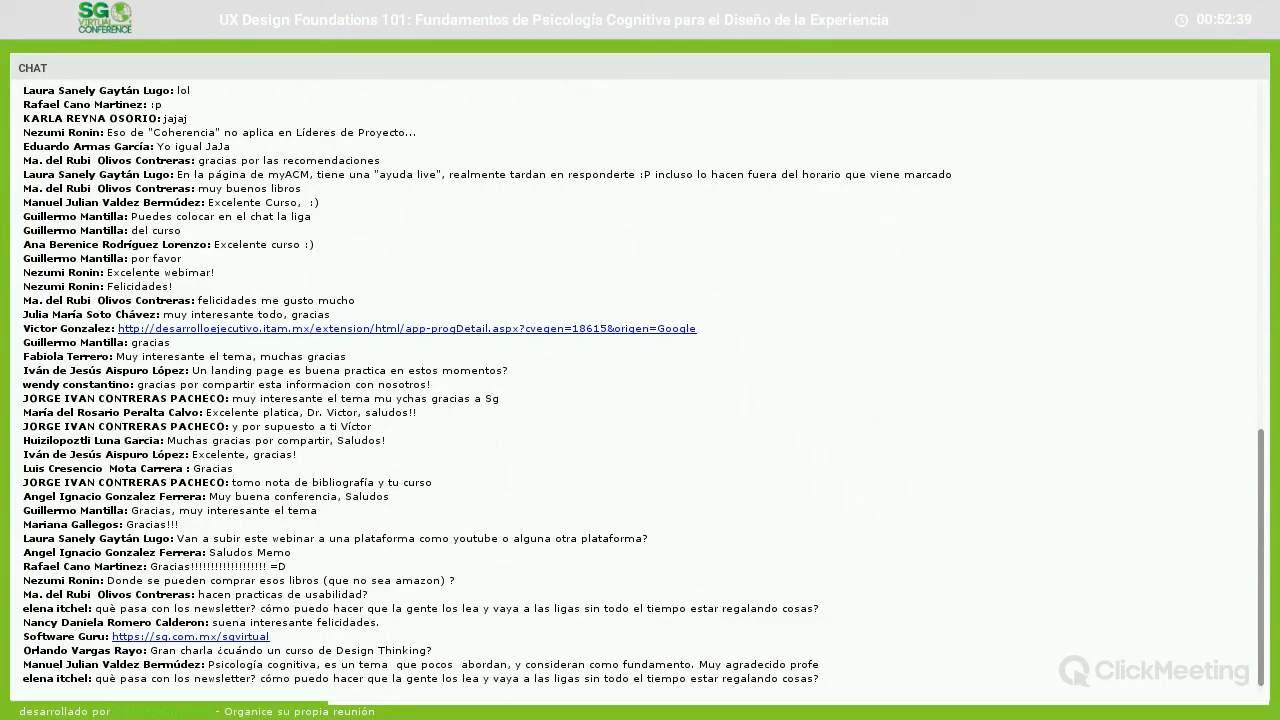 SG
VIRTUAL
CONFERENCE
UX Design Foundations 101: Fundamentos de Psicología Cognitiva para el Diseño de la Experiencia
00:52:39
CHAT
Laura Sanely Gaytán Lugo: lol
Rafael Cano Martinez: :p
KARLA REYNA OSORIO: jajaj
Nezumi Ronin: Eso de "Coherencia" no aplica en Líderes de Proyecto...
Eduardo Armas García: Yo igual JaJa
Ma. del Rubi  Olivos Contreras: gracias por las recomendaciones
Laura Sanely Gaytán Lugo: En la página de myACM, tiene una "ayuda live", realmente tardan en responderte :P incluso lo hacen fuera del horario que viene marcado
Ma. del Rubi  Olivos Contreras: muy buenos libros
Manuel Julian Valdez Bermúdez: Excelente Curso,  :)
Guillermo Mantilla: Puedes colocar en el chat la liga
Guillermo Mantilla: del curso
Ana Berenice Rodríguez Lorenzo: Excelente curso :)
Guillermo Mantilla: por favor
Nezumi Ronin: Excelente webimar!
Nezumi Ronin: Felicidades!
Ma. del Rubi  Olivos Contreras: felicidades me gusto mucho
Julia María Soto Chávez: muy interesante todo, gracias
Victor Gonzalez: http://desarrolloejecutivo.itam.mx/extension/html/app-progDetail.aspx?cvegen=18615&origen=Google
Guillermo Mantilla: gracias
Fabiola Terrero: Muy interesante el tema, muchas gracias
Iván de Jesús Aispuro López: Un landing page es buena practica en estos momentos?
wendy constantino: gracias por compartir esta informacion con nosotros!
JORGE IVAN CONTRERAS PACHECO: muy interesante el tema mu ychas gracias a Sg
María del Rosario Peralta Calvo: Excelente platica, Dr. Victor, saludos!!
JORGE IVAN CONTRERAS PACHECO: y por supuesto a ti Víctor
Huizilopoztli Luna Garcia: Muchas gracias por compartir, Saludos!
Iván de Jesús Aispuro López: Excelente, gracias!
Luis Cresencio  Mota Carrera : Gracias
JORGE IVAN CONTRERAS PACHECO: tomo nota de bibliografía y tu curso
Angel Ignacio Gonzalez Ferrera: Muy buena conferencia, Saludos
Guillermo Mantilla: Gracias, muy interesante el tema
Mariana Gallegos: Gracias!!!
Laura Sanely Gaytán Lugo: Van a subir este webinar a una plataforma como youtube o alguna otra plataforma?
Angel Ignacio Gonzalez Ferrera: Saludos Memo
Rafael Cano Martinez: Gracias!!!!!!!!!!!!!!!!!!! =D
Nezumi Ronin: Donde se pueden comprar esos libros (que no sea amazon) ?
Ma. del Rubi  Olivos Contreras: hacen practicas de usabilidad?
elena itchel: què pasa con los newsletter? cómo puedo hacer que la gente los lea y vaya a las ligas sin todo el tiempo estar regalando cosas?
Nancy Daniela Romero Calderon: suena interesante felicidades.
Software Guru: https://sg.com.mx/sgvirtual
Orlando Vargas Rayo: Gran charla ¿cuándo un curso de Design Thinking?
Manuel Julian Valdez Bermúdez: Psicología cognitiva, es un tema  que pocos  abordan, y consideran como fundamento. Muy agradecido profe
elena itchel: què pasa con los newsletter? cómo puedo hacer que la gente los lea y vaya a las ligas sin todo el tiempo estar regalando cosas?
ClickMeeting
desarrollado por - Organice su propia reunión